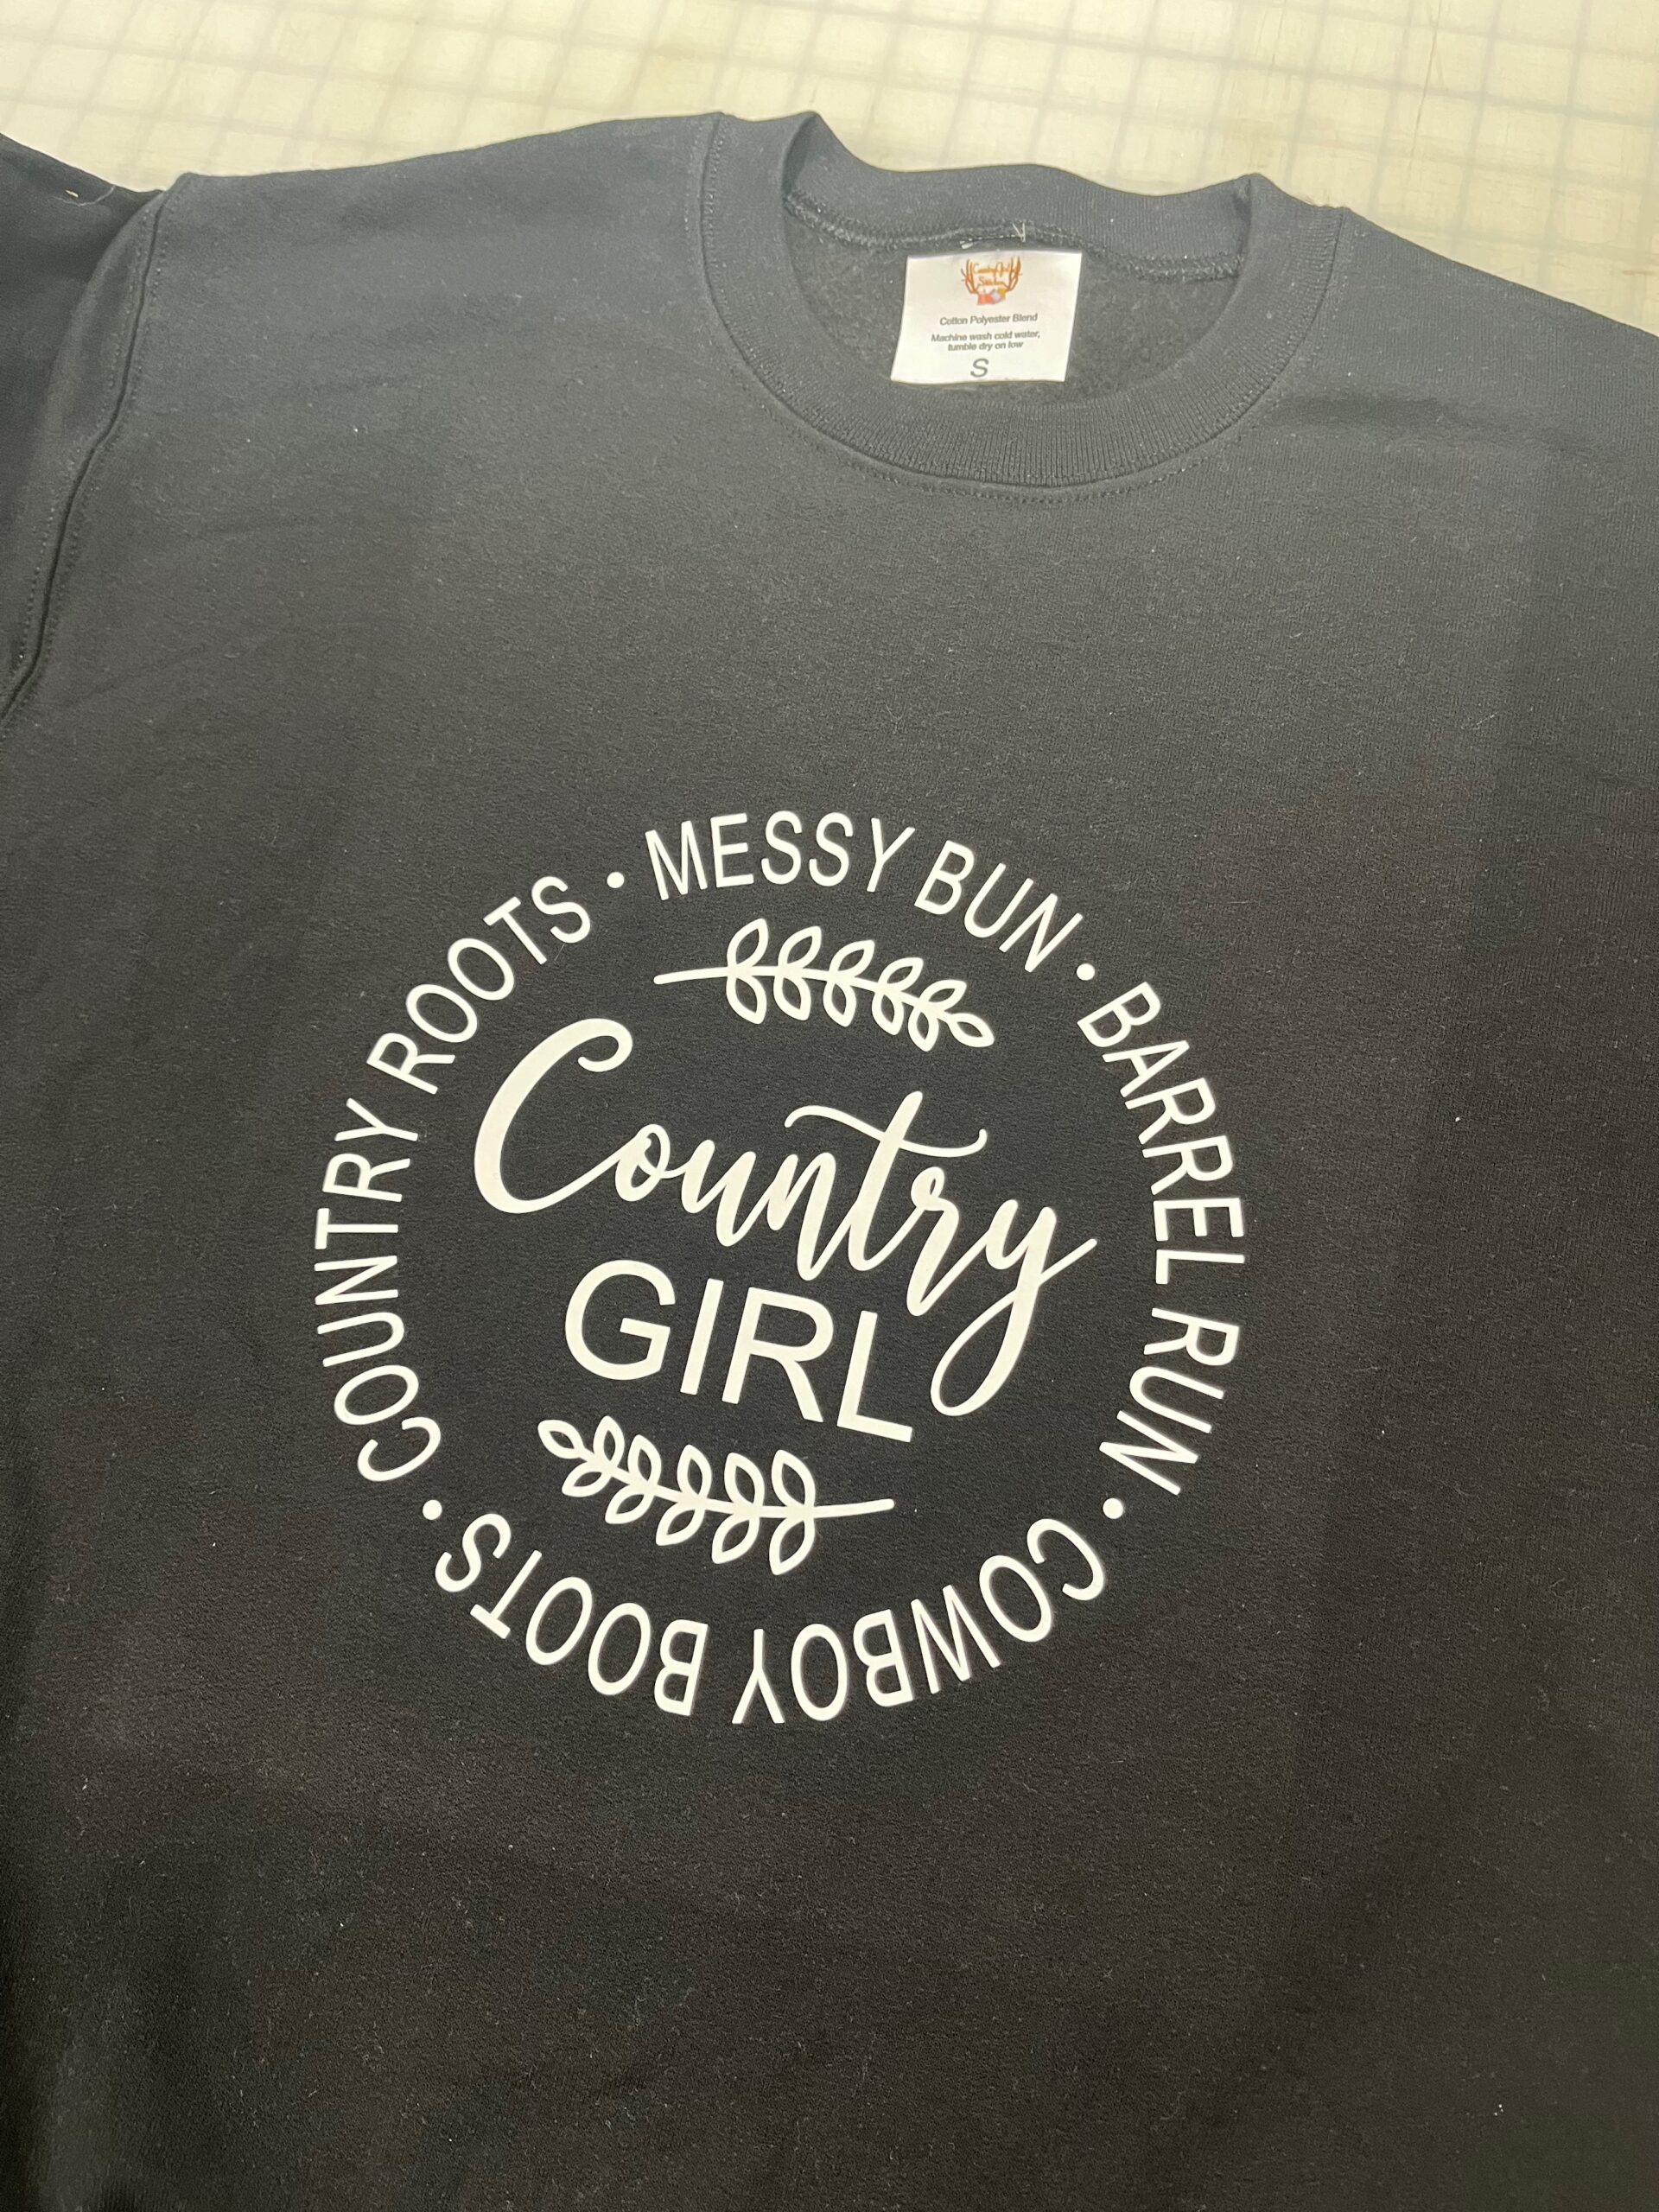 Cotton Polyester Blend
Machine wash cold water,
tumble dry on low
S
MESSY BUN • BARREL RUN • COWBOY BOOTS • COUNTRY ROOTS •
Country
GIRL